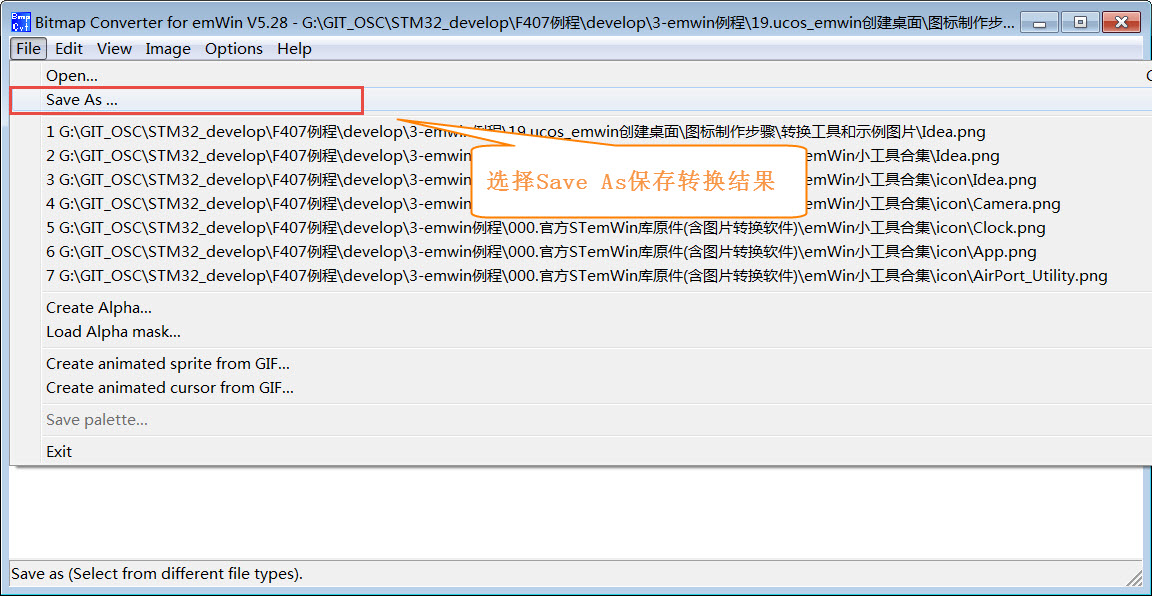 Bitmap Converter for emWin V5.28 - G:\GIT_OSC\STM32_develop\F407例程\develop\3-emwin例程\19.ucos_emwin创建桌面\图标制作步...
File Edit View Image Options Help
Open...
Save As ...
1 G:\GIT_OSC\STM32_develop\F407例程\develop\3-emwin例程\19.ucos_emwin创建桌面\图标制作步骤\转换工具和示例图片\Idea.png
2 G:\GIT_OSC\STM32_develop\F407例程\develop\3-emwin emWin小工具合集\Idea.png
3 G:\GIT_OSC\STM32_develop\F407例程\develop\3-emwin emWin小工具合集\icon\Idea.png
选择Save As保存转换结果
4 G:\GIT_OSC\STM32_develop\F407例程\develop\3-emwin emWin小工具合集\icon\Camera.png
5 G:\GIT_OSC\STM32_develop\F407例程\develop\3-emwin例程\000.官方STemWin库原件(含图片转换软件)\emWin小工具合集\icon\Clock.png
6 G:\GIT_OSC\STM32_develop\F407例程\develop\3-emwin例程\000.官方STemWin库原件(含图片转换软件)\emWin小工具合集\icon\App.png
7 G:\GIT_OSC\STM32_develop\F407例程\develop\3-emwin例程\000.官方STemWin库原件(含图片转换软件)\emWin小工具合集\icon\AirPort_Utility.png
Create Alpha...
Load Alpha mask...
Create animated sprite from GIF...
Create animated cursor from GIF...
Save palette...
Exit
Save as (Select from different file types).